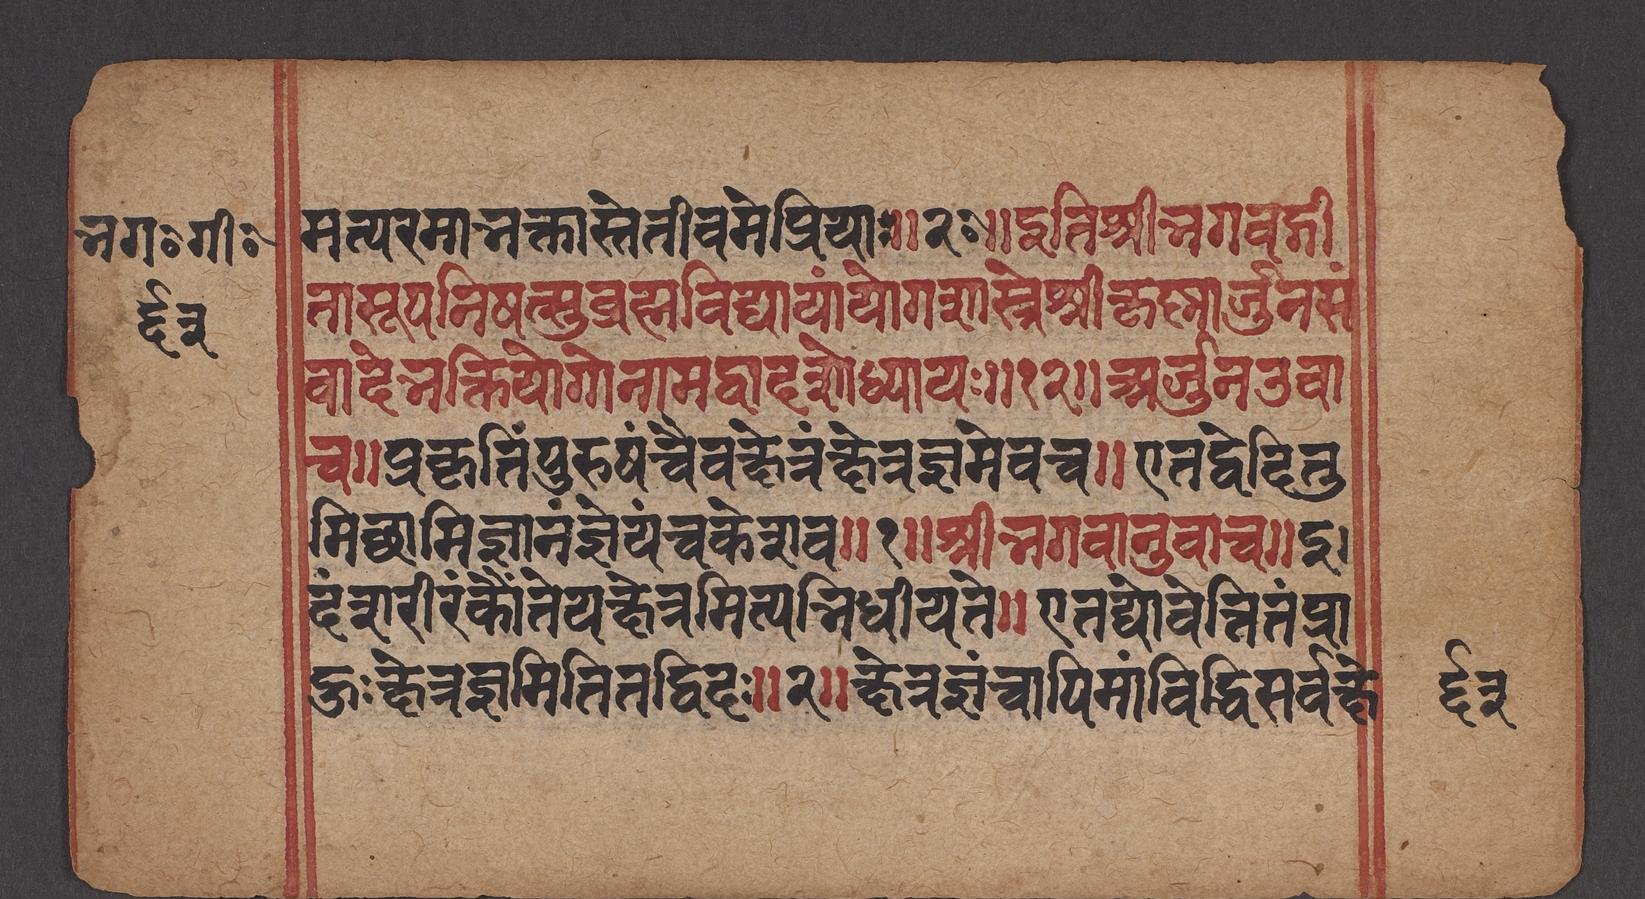 भग॰गी॰
६३
मत्परमाभक्तास्तेतीवमेप्रियाः॥२०॥इतिश्रीभगवद्गी
तासूपनिषत्सुब्रह्मविद्यायांयोगशास्त्रेश्रीकृष्णार्जुनसं
वादेभक्तियोगोनामद्वादशोध्यायः॥१२॥अर्जुनउवा
च॥प्रकृतिंपुरुषंचैवक्षेत्रंक्षेत्रज्ञमेवच॥एतद्वेदितु
मिच्छामिज्ञानंज्ञेयंचकेशव॥१॥श्रीभगवानुवाच॥इ।
दंशरीरंकौंतेयक्षेत्रमित्यभिधीयते॥एतद्योवेत्तितंप्रा
हुःक्षेत्रज्ञमितितद्विदः॥२॥क्षेत्रज्ञंचापिमांविद्धिसर्वक्षे
६३